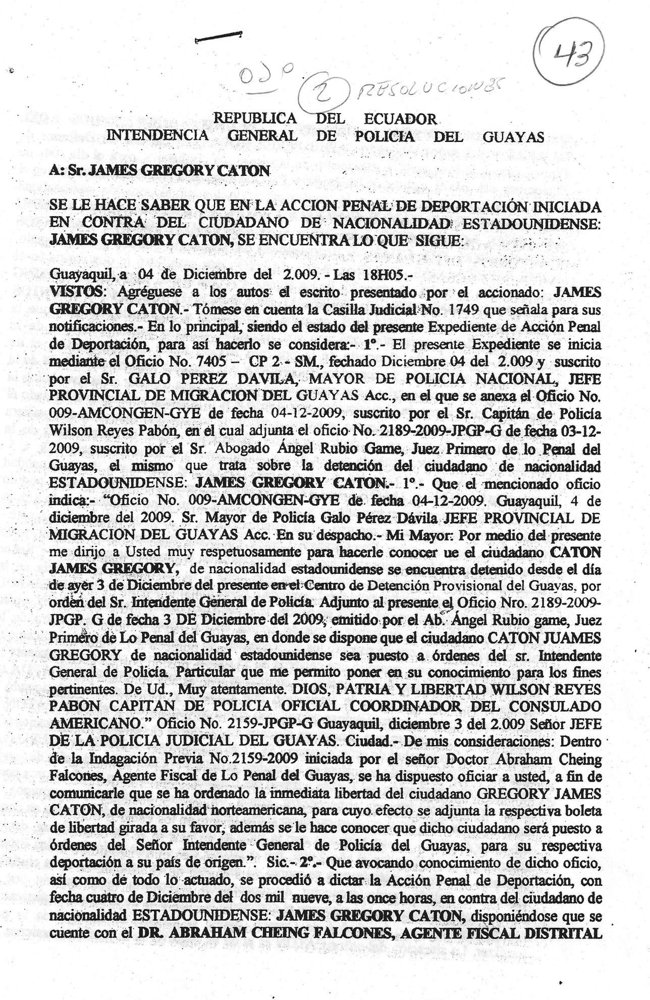 43
OJO
2 RESOLUCIONES
REPUBLICA DEL ECUADOR
INTENDENCIA GENERAL DE POLICIA DEL GUAYAS
A: Sr. JAMES GREGORY CATON
SE LE HACE SABER QUE EN LA ACCION PENAL DE DEPORTACIÓN INICIADA
EN CONTRA DEL CIUDADANO DE NACIONALIDAD ESTADOUNIDENSE:
JAMES GREGORY CATON, SE ENCUENTRA LO QUE SIGUE:
Guayaquil, a 04 de Diciembre del 2.009. - Las 18H05.-
VISTOS: Agréguese a los autos el escrito presentado por el accionado: JAMES
GREGORY CATON.- Tómese en cuenta la Casilla Judicial No. 1749 que señala para sus
notificaciones.- En lo principal, siendo el estado del presente Expediente de Acción Penal
de Deportación, para así hacerlo se considera:- 1º.- El presente Expediente se inicia
mediante el Oficio No. 7405 – CP 2 - SM., fechado Diciembre 04 del 2.009 y suscrito
por el Sr. GALO PEREZ DAVILA, MAYOR DE POLICIA NACIONAL, JEFE
PROVINCIAL DE MIGRACION DEL GUAYAS Acc., en el que se anexa el Oficio No.
009-AMCONGEN-GYE de fecha 04-12-2009, suscrito por el Sr. Capitán de Policía
Wilson Reyes Pabón, en el cual adjunta el oficio No. 2189-2009-JPGP-G de fecha 03-12-
2009, suscrito por el Sr. Abogado Ángel Rubio Game, Juez Primero de lo Penal del
Guayas, el mismo que trata sobre la detención del ciudadano de nacionalidad
ESTADOUNIDENSE: JAMES GREGORY CATON.- 1º.- Que el mencionado oficio
indica:- “Oficio No. 009-AMCONGEN-GYE de fecha 04-12-2009. Guayaquil, 4 de
diciembre del 2009. Sr. Mayor de Policía Galo Pérez Dávila JEFE PROVINCIAL DE
MIGRACION DEL GUAYAS Acc. En su despacho.- Mi Mayor: Por medio del presente
me dirijo a Usted muy respetuosamente para hacerle conocer ue el ciudadano CATON
JAMES GREGORY, de nacionalidad estadounidense se encuentra detenido desde el día
de ayer 3 de Diciembre del presente en el Centro de Detención Provisional del Guayas, por
orden del Sr. Intendente General de Policía. Adjunto al presente el Oficio Nro. 2189-2009-
JPGP. G de fecha 3 DE Diciembre del 2009, emitido por el Ab. Ángel Rubio game, Juez
Primero de Lo Penal del Guayas, en donde se dispone que el ciudadano CATON JUAMES
GREGORY de nacionalidad estadounidense sea puesto a órdenes del sr. Intendente
General de Policía. Particular que me permito poner en su conocimiento para los fines
pertinentes. De Ud., Muy atentamente. DIOS, PATRIA Y LIBERTAD WILSON REYES
PABON CAPITAN DE POLICIA OFICIAL COORDINADOR DEL CONSULADO
AMERICANO.” Oficio No. 2159-JPGP-G Guayaquil, diciembre 3 del 2.009 Señor JEFE
DE LA POLICIA JUDICIAL DEL GUAYAS. Ciudad.- De mis consideraciones: Dentro
de la Indagación Previa No.2159-2009 iniciada por el señor Doctor Abraham Cheing
Falcones, Agente Fiscal de Lo Penal del Guayas, se ha dispuesto oficiar a usted, a fin de
comunicarle que se ha ordenado la inmediata libertad del ciudadano GREGORY JAMES
CATON, de nacionalidad norteamericana, para cuyo efecto se adjunta la respectiva boleta
de libertad girada a su favor, además se le hace conocer que dicho ciudadano será puesto a
órdenes del Señor Intendente General de Policía del Guayas, para su respectiva
deportación a su país de origen.”. Sic.- 2º.- Que avocando conocimiento de dicho oficio,
así como de todo lo actuado, se procedió a dictar la Acción Penal de Deportación, con
fecha cuatro de Diciembre del dos mil nueve, a las once horas, en contra del ciudadano de
nacionalidad ESTADOUNIDENSE: JAMES GREGORY CATON, disponiéndose que se
cuente con el DR. ABRAHAM CHEING FALCONES, AGENTE FISCAL DISTRITAL